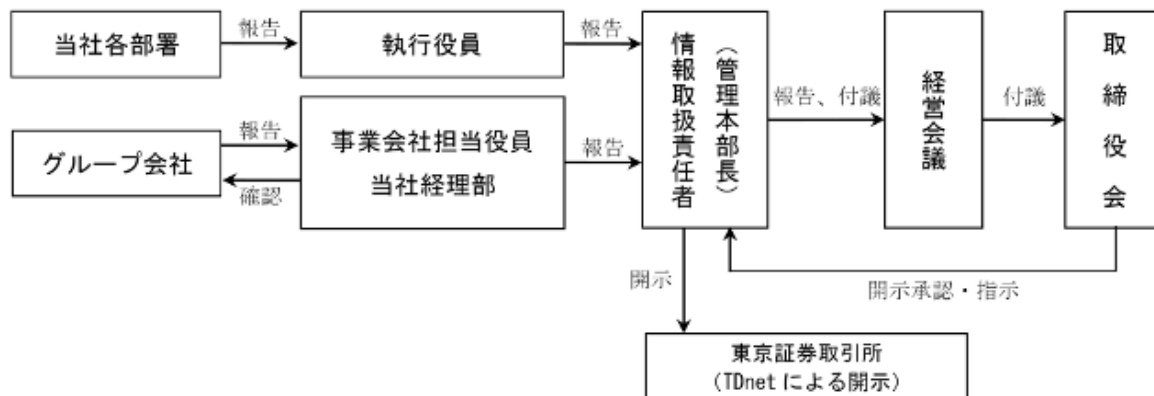 当社各部署
報告
執行役員
報告
グループ会社
報告
確認
事業会社担当役員
当社経理部
報告
情報取扱責任者
(管理本部長)
報告、付議
経営会議
付議
取締役会
開示
開示承認・指示
東京証券取引所
(TDnetによる開示)